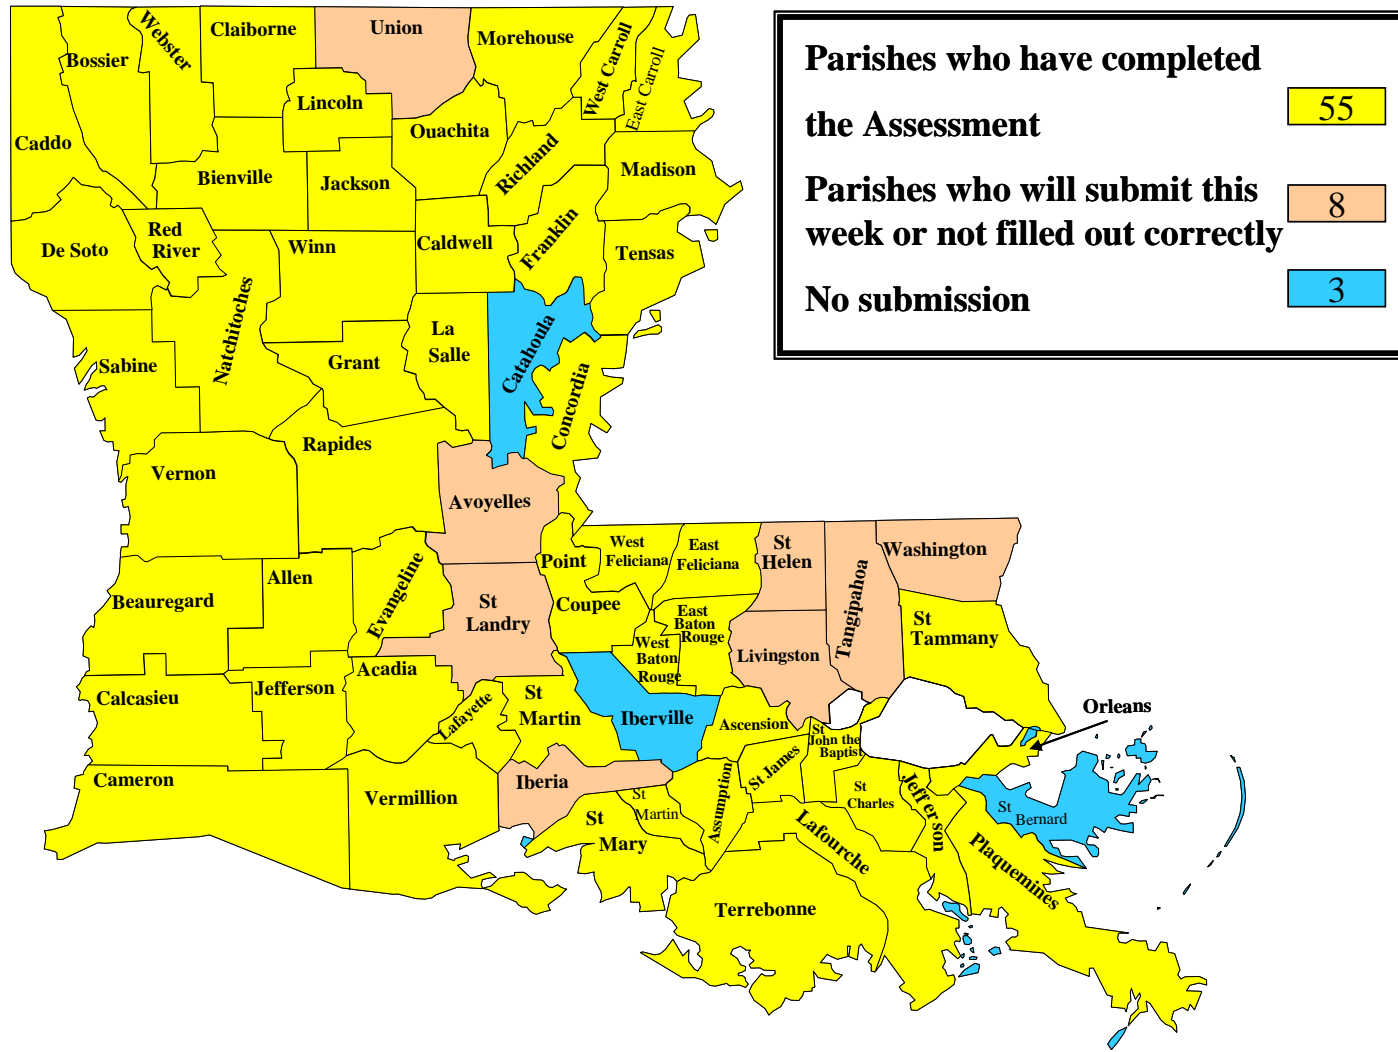 Parishes who have completed
the Assessment
55
Parishes who will submit this
week or not filled out correctly
8
No submission
3
Caddo
Bossier
Webster
Claiborne
Union
Morehouse
West Carroll
East Carroll
Lincoln
Ouachita
Richland
Madison
Bienville
Jackson
De Soto
Red
River
Winn
Caldwell
Franklin
Tensas
Natchitoches
Sabine
Grant
La
Salle
Catahoula
Concordia
Vernon
Rapides
Avoyelles
Beauregard
Allen
Evangeline
St
Landry
Point
Coupee
West
Feliciana
East
Feliciana
St
Helen
Tangipahoa
Washington
East
Baton
Rouge
West
Baton
Rouge
Livingston
St
Tammany
Calcasieu
Jefferson
Acadia
Lafayette
St
Martin
Iberville
Ascension
St
John the
Baptist
Orleans
Cameron
Vermillion
Iberia
St
Martin
St
Mary
Assumption
St James
St
Charles
Jeff er son
St
Bernard
Lafourche
Plaquemines
Terrebonne